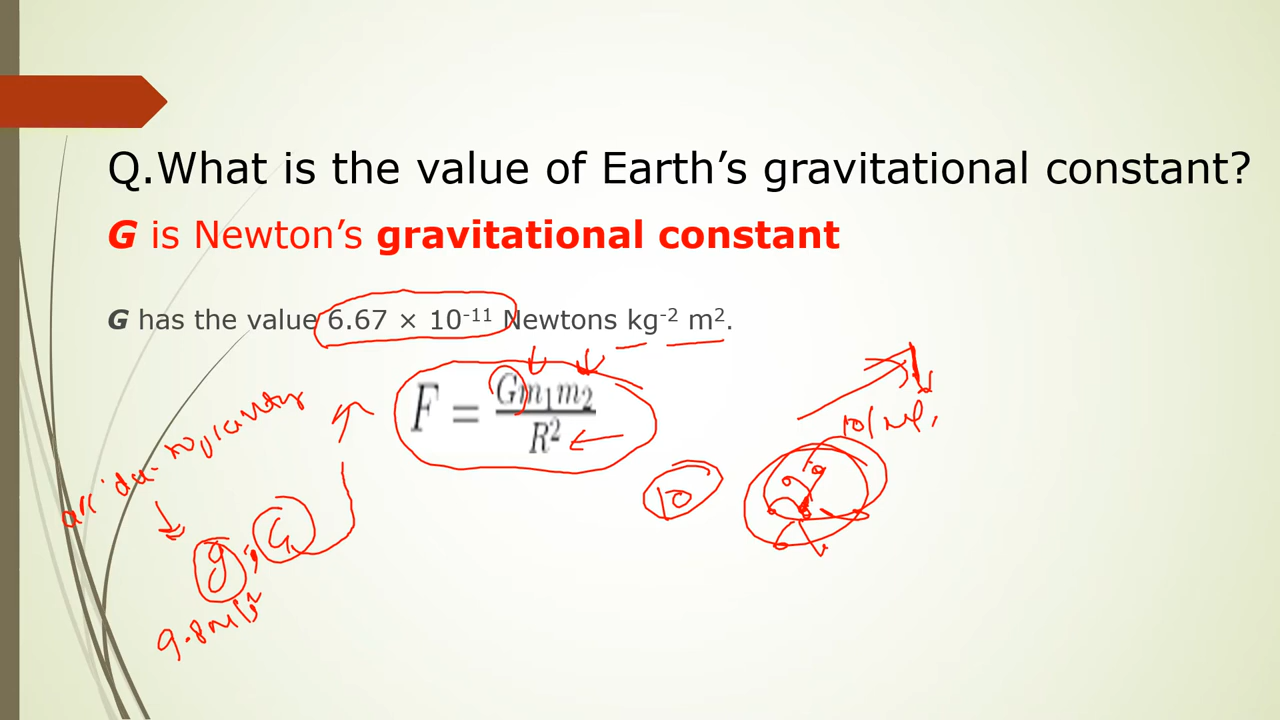 Q.What is the value of Earth’s gravitational constant?
G is Newton’s gravitational constant
G has the value 6.67 × 10⁻¹¹ Newtons kg⁻² m².
F = Gm₁m₂ / R²
10
g ; G
9.8 m/s²